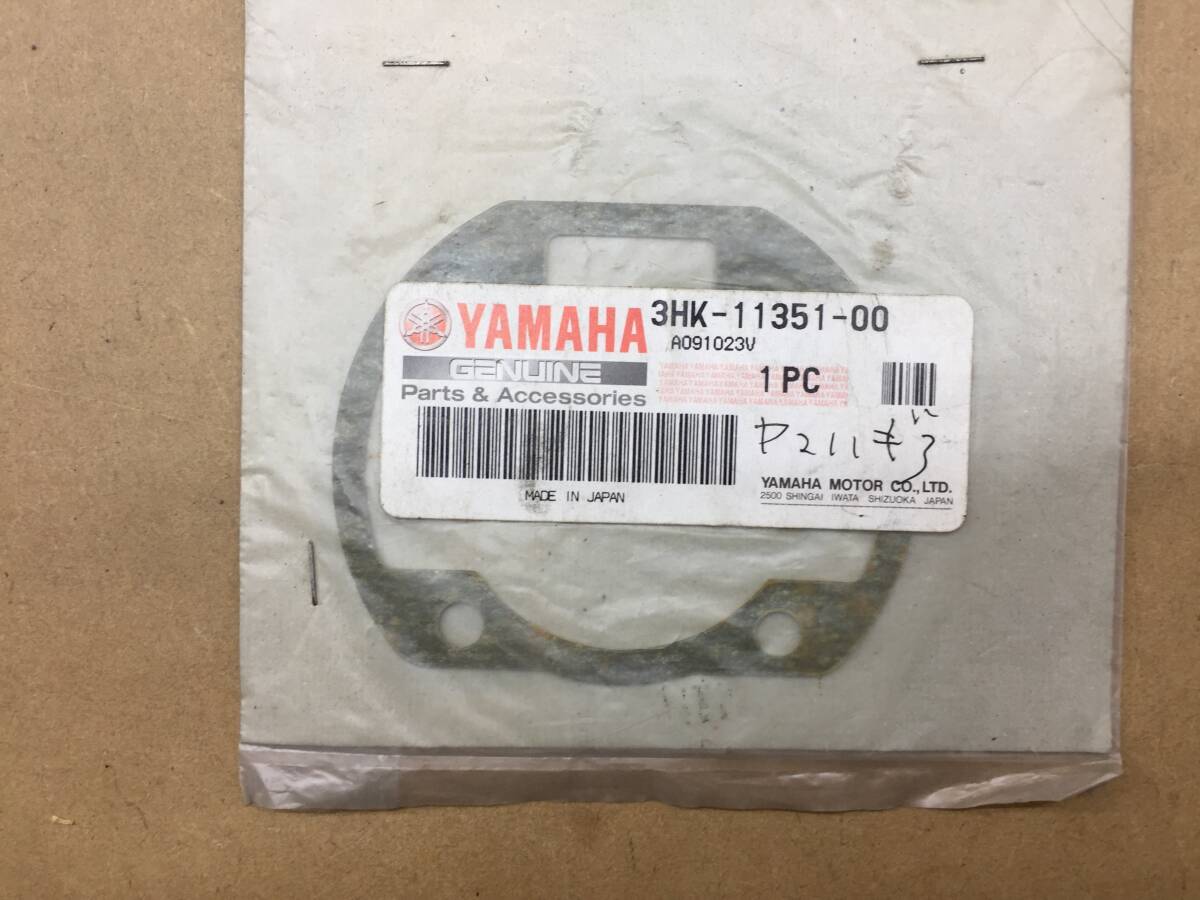 YAMAHA 3HK-11351-00
A091023V
GENUINE
Parts & Accessories
1 PC
MADE IN JAPAN
YAMAHA MOTOR CO., LTD.
2500 SHINGAI IWATA SHIZUOKA JAPAN